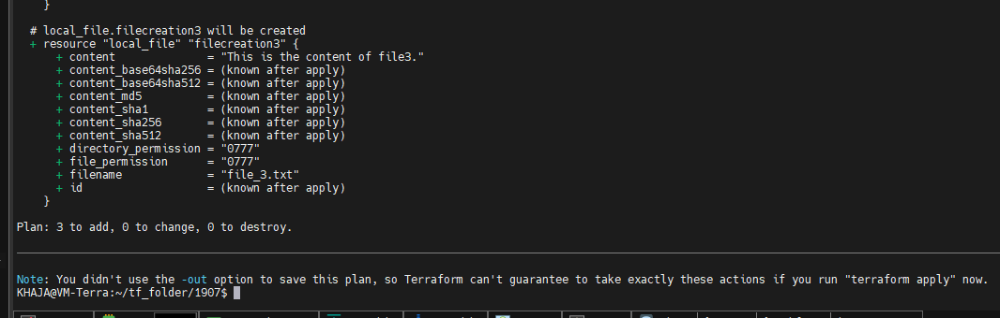 }
# local_file.filecreation3 will be created
+ resource "local_file" "filecreation3" {
+ content = "This is the content of file3."
+ content_base64sha256 = (known after apply)
+ content_base64sha512 = (known after apply)
+ content_md5 = (known after apply)
+ content_sha1 = (known after apply)
+ content_sha256 = (known after apply)
+ content_sha512 = (known after apply)
+ directory_permission = "0777"
+ file_permission = "0777"
+ filename = "file_3.txt"
+ id = (known after apply)
}
Plan: 3 to add, 0 to change, 0 to destroy.
Note: You didn't use the -out option to save this plan, so Terraform can't guarantee to take exactly these actions if you run "terraform apply" now.
KHAJA@VM-Terra:~/tf_folder/1907$